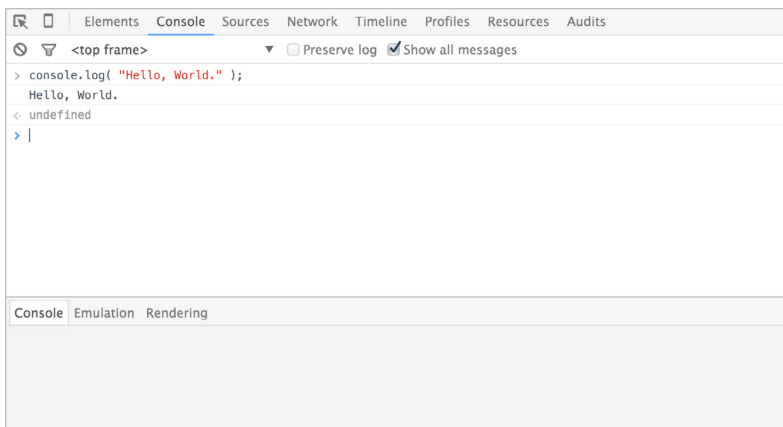 Elements Console Sources Network Timeline Profiles Resources Audits
<top frame> ▼ Preserve log Show all messages
> console.log( "Hello, World." );
Hello, World.
< undefined
>
Console Emulation Rendering